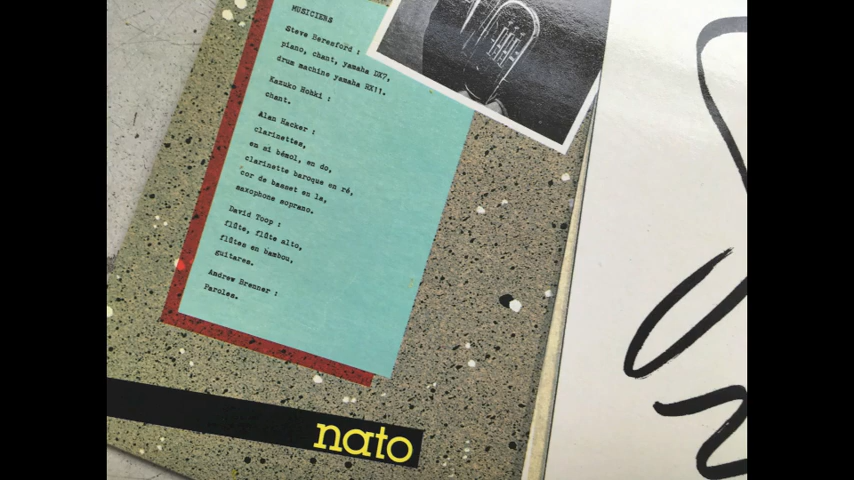 MUSICIENS
Steve Beresford :
piano, chant, yamaha DX7,
drum machine yamaha RX11.
Kazuko Hohki :
chant.
Alan Hacker :
clarinettes,
en si bémol, en do,
clarinette baroque en ré,
cor de basset en la,
saxophone soprano.
David Toop :
flûte, flûte alto,
flûtes en bambou,
guitares.
Andrew Brenner :
Paroles.
nato